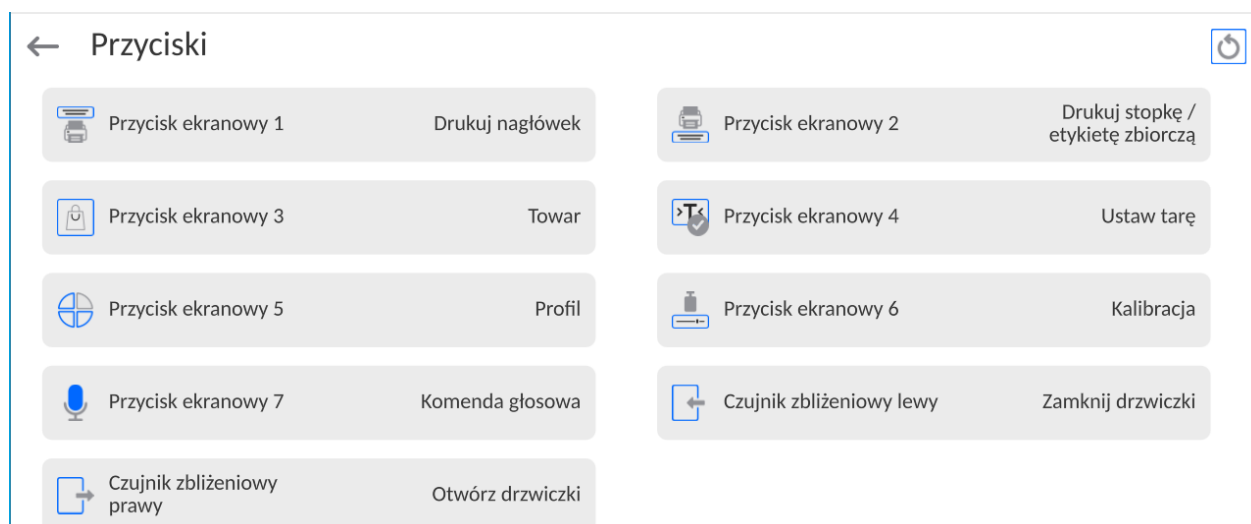 Przyciski
Przycisk ekranowy 1 Drukuj nagłówek
Przycisk ekranowy 2 Drukuj stopkę /
etykietę zbiorczą
Przycisk ekranowy 3 Towar
Przycisk ekranowy 4 Ustaw tarę
Przycisk ekranowy 5 Profil
Przycisk ekranowy 6 Kalibracja
Przycisk ekranowy 7 Komenda głosowa
Czujnik zbliżeniowy lewy Zamknij drzwiczki
Czujnik zbliżeniowy
prawy Otwórz drzwiczki